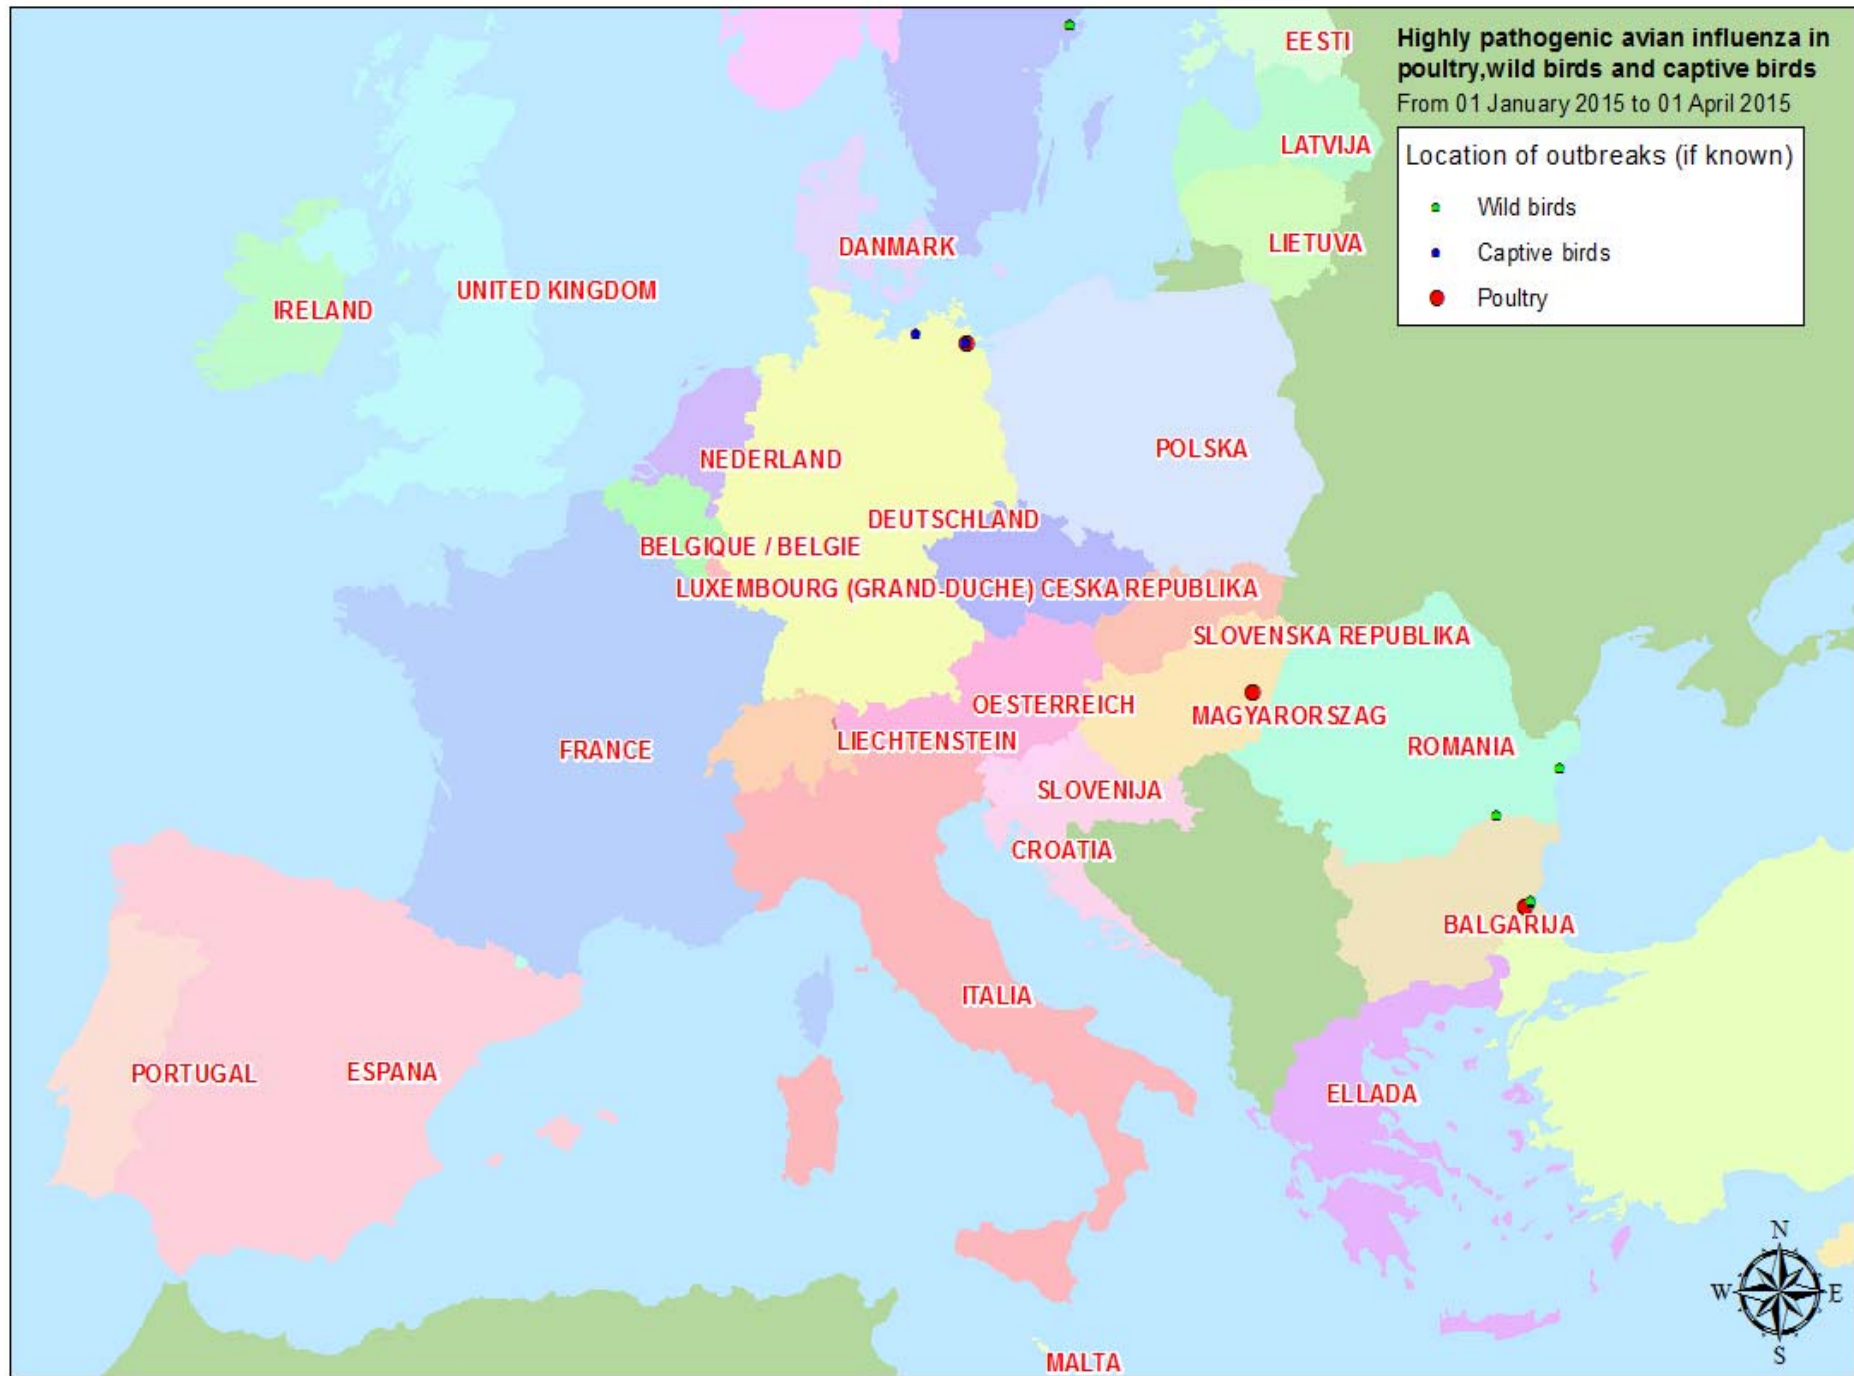 Highly pathogenic avian influenza in
poultry,wild birds and captive birds
From 01 January 2015 to 01 April 2015
Location of outbreaks (if known)
Wild birds
Captive birds
Poultry
EESTI
LATVIJA
LIETUVA
DANMARK
UNITED KINGDOM
IRELAND
POLSKA
NEDERLAND
DEUTSCHLAND
BELGIQUE / BELGIE
LUXEMBOURG (GRAND-DUCHE) CESKA REPUBLIKA
SLOVENSKA REPUBLIKA
OESTERREICH
MAGYARORSZAG
LIECHTENSTEIN
FRANCE
ROMANIA
SLOVENIJA
CROATIA
BALGARIJA
ITALIA
PORTUGAL
ESPANA
ELLADA
MALTA
N
W
E
S